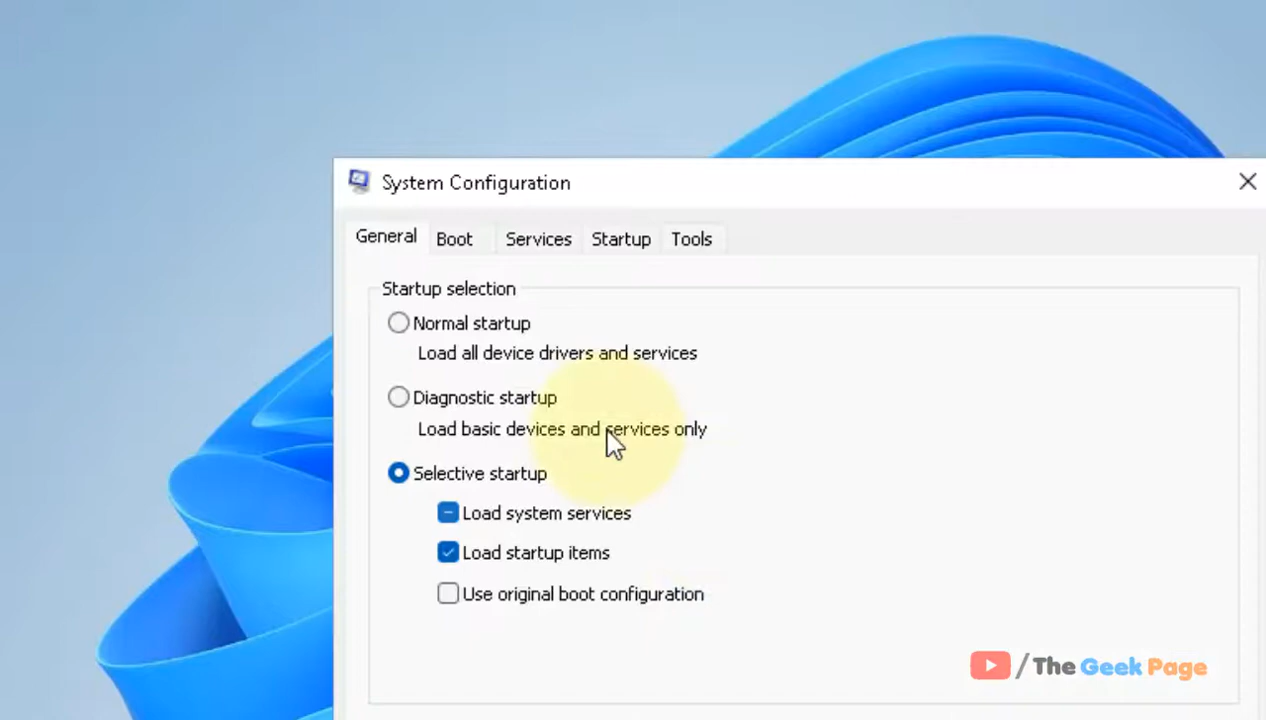 System Configuration
General Boot Services Startup Tools
Startup selection
Normal startup
Load all device drivers and services
Diagnostic startup
Load basic devices and services only
Selective startup
Load system services
Load startup items
Use original boot configuration
/The Geek Page